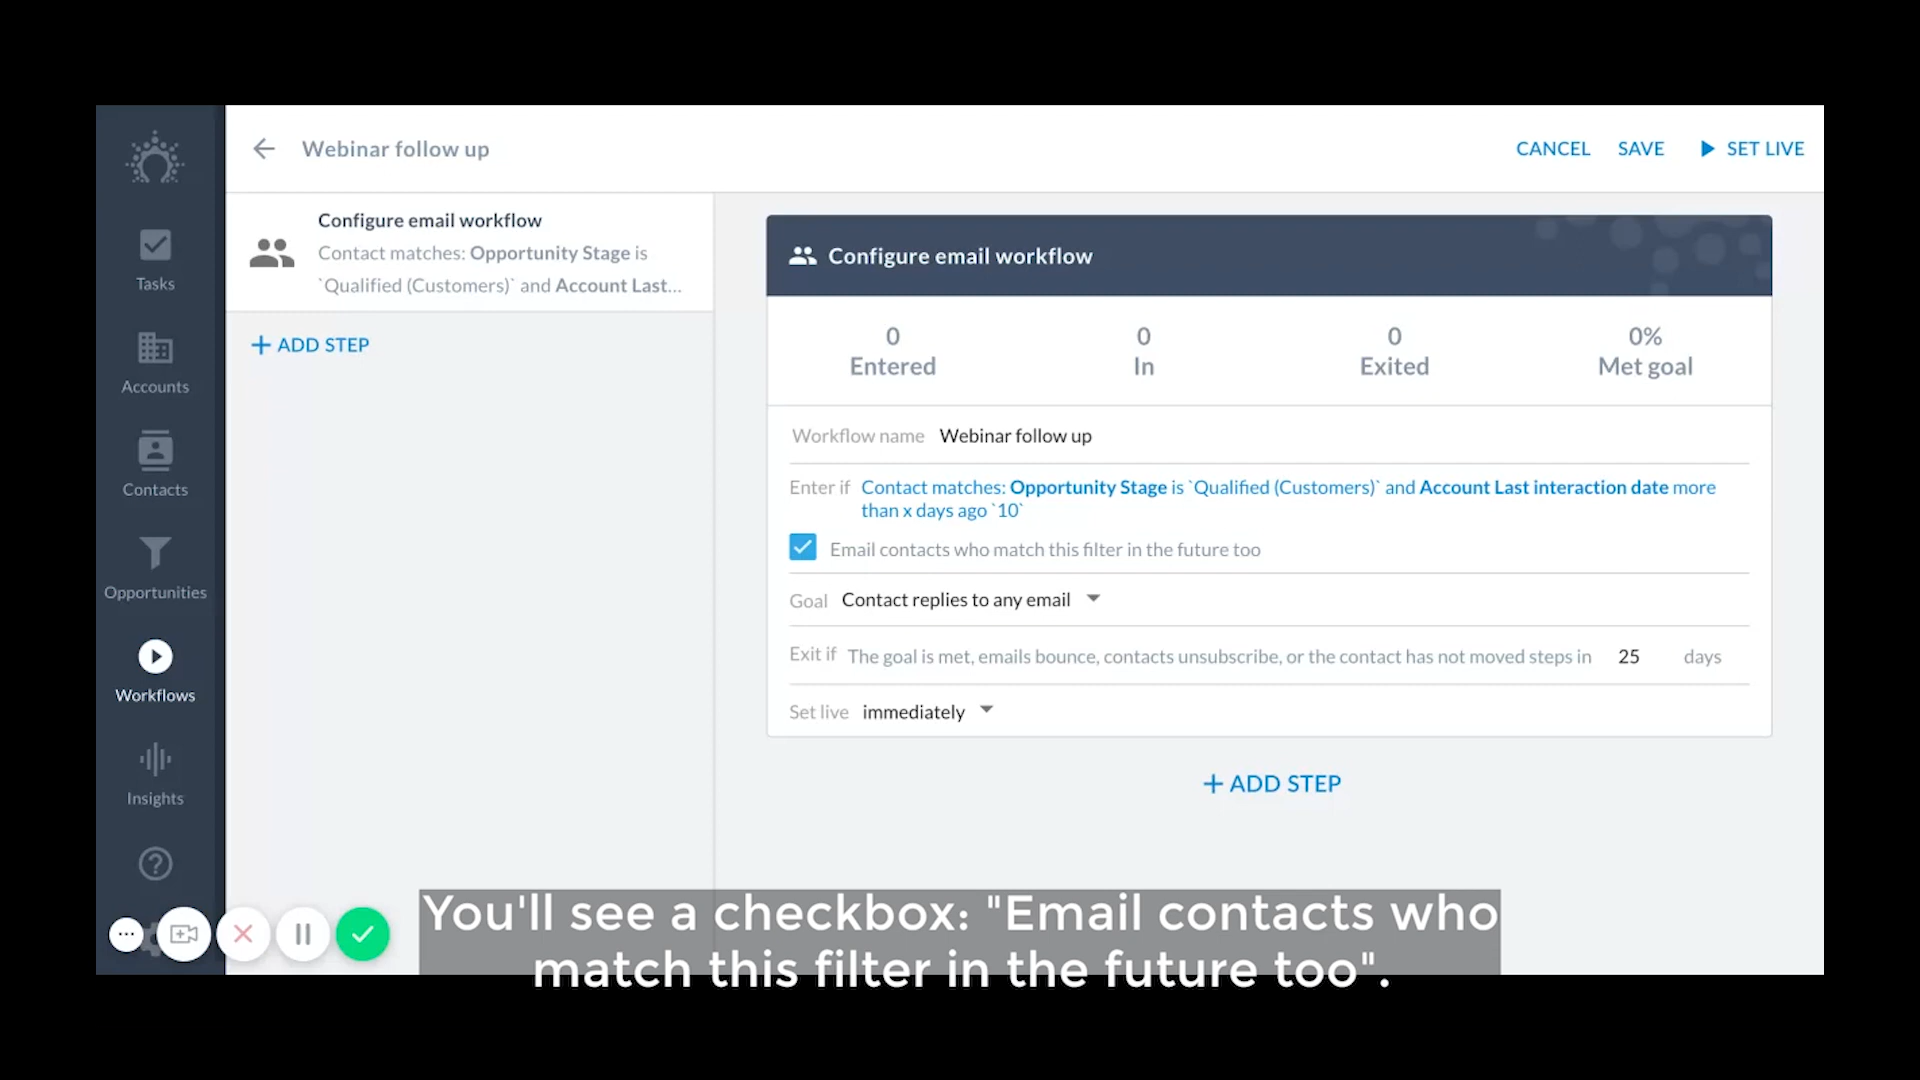 Webinar follow up
CANCEL SAVE SET LIVE
Tasks
Accounts
Contacts
Opportunities
Workflows
Insights
Configure email workflow
Contact matches: Opportunity Stage is
`Qualified (Customers)` and Account Last...
+ ADD STEP
Configure email workflow
0 0 0 0%
Entered In Exited Met goal
Workflow name Webinar follow up
Enter if Contact matches: Opportunity Stage is `Qualified (Customers)` and Account Last interaction date more
than x days ago `10`
Email contacts who match this filter in the future too
Goal Contact replies to any email
Exit if The goal is met, emails bounce, contacts unsubscribe, or the contact has not moved steps in 25 days
Set live immediately
+ ADD STEP
You'll see a checkbox: "Email contacts who
match this filter in the future too".